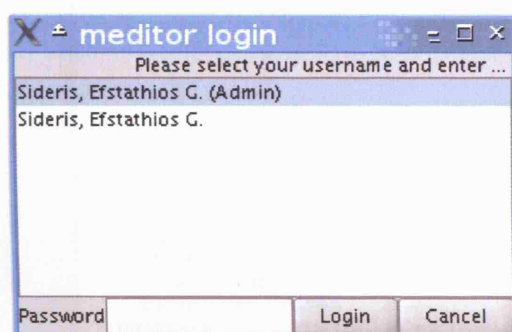 meditor login
Please select your username and enter ...
Sideris, Efstathios G. (Admin)
Sideris, Efstathios G.
Password Login Cancel